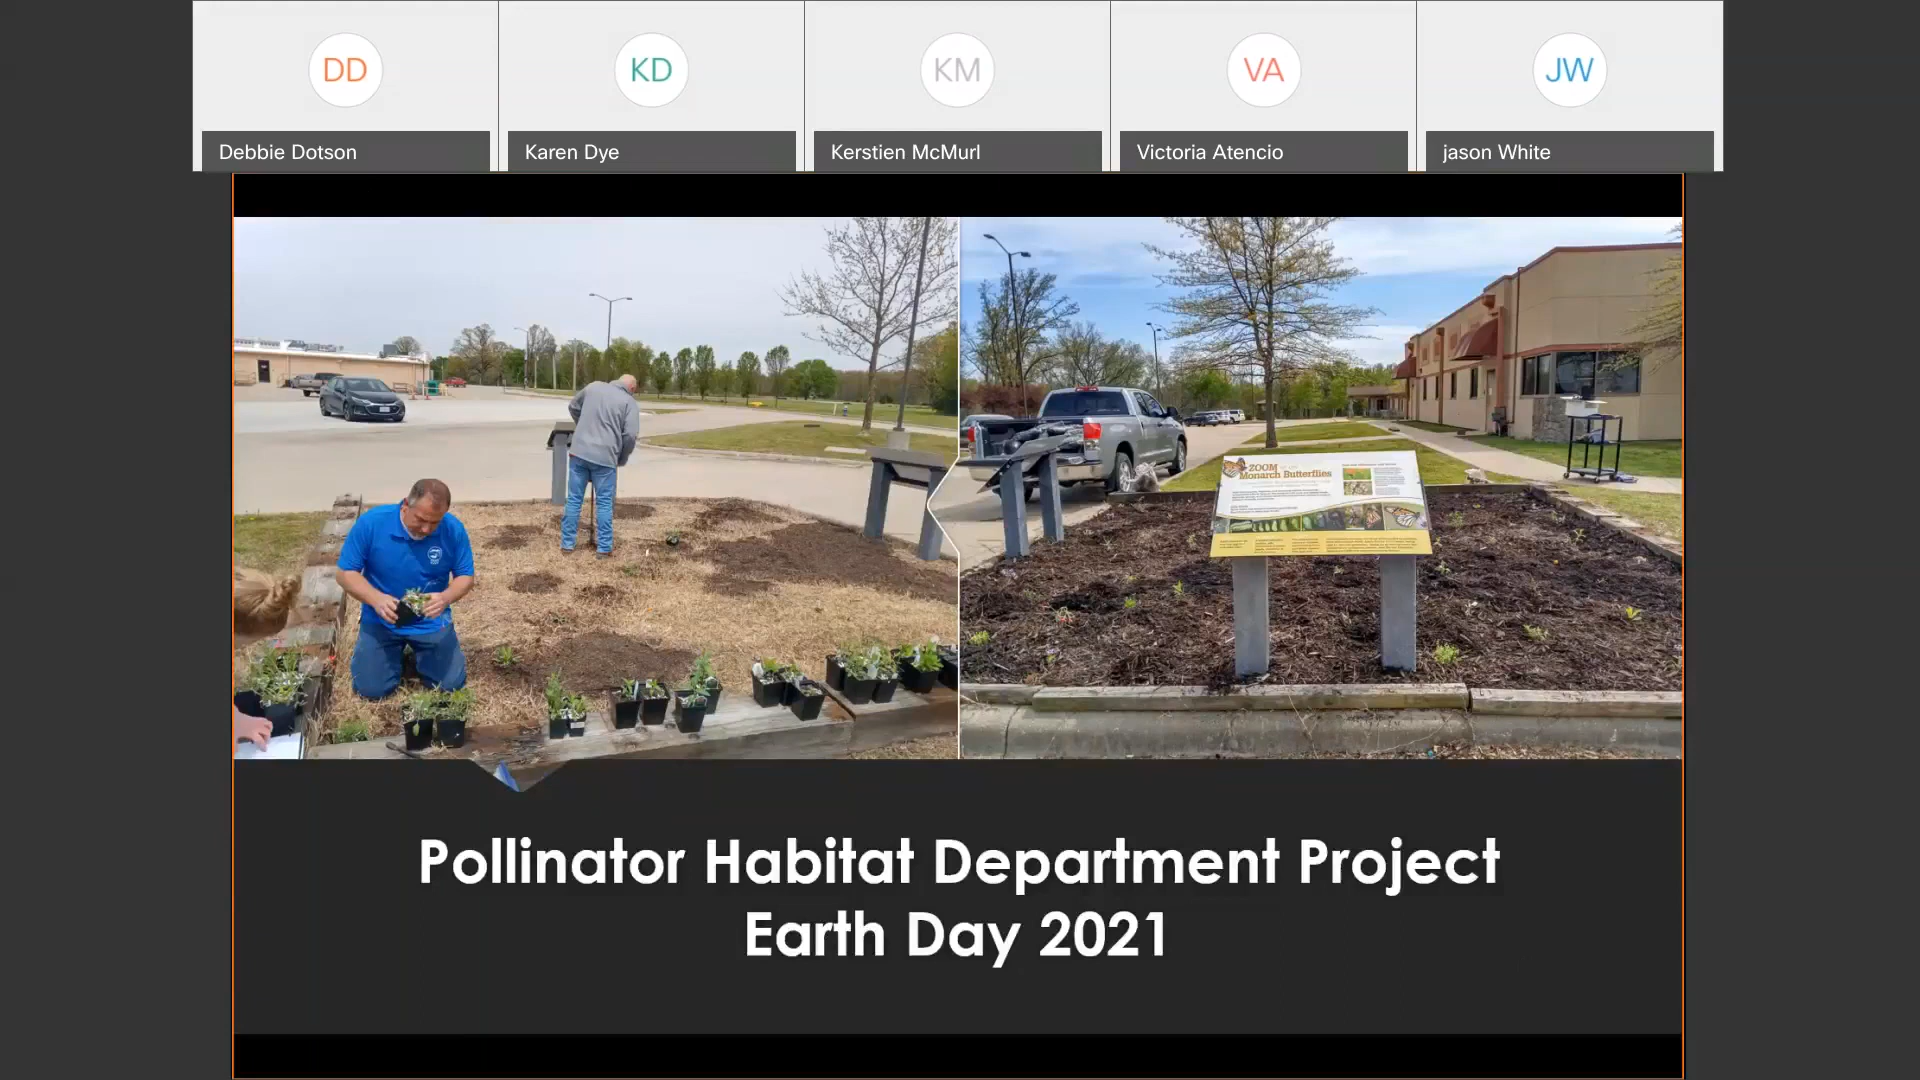 DD
KD
KM
VA
JW
Debbie Dotson
Karen Dye
Kerstien McMurl
Victoria Atencio
jason White
ZOOM
Monarch Butterflies
Pollinator Habitat Department Project
Earth Day 2021